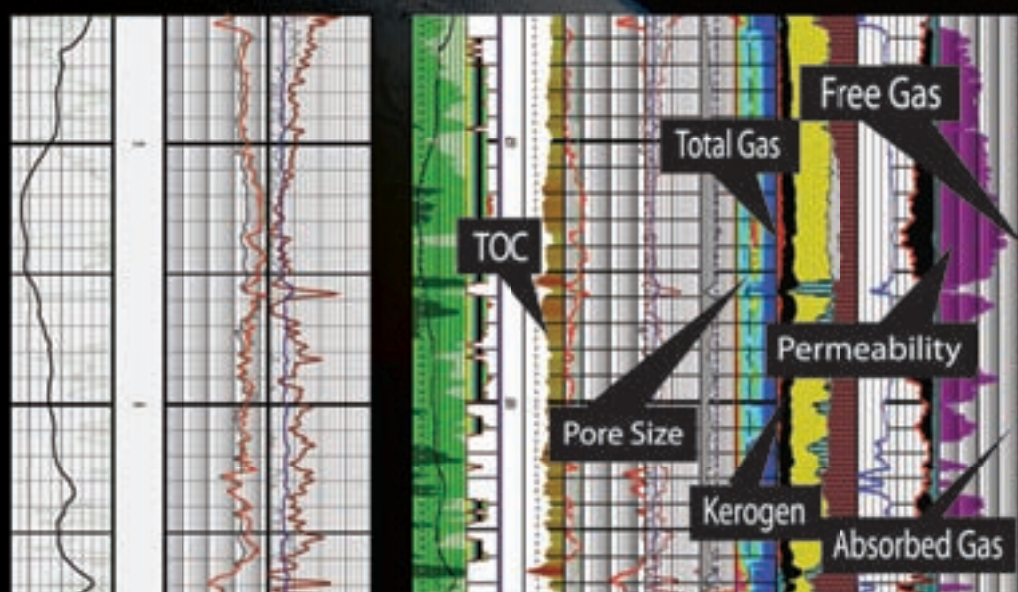 Free Gas
Total Gas
TOC
Permeability
Pore Size
Kerogen
Absorbed Gas